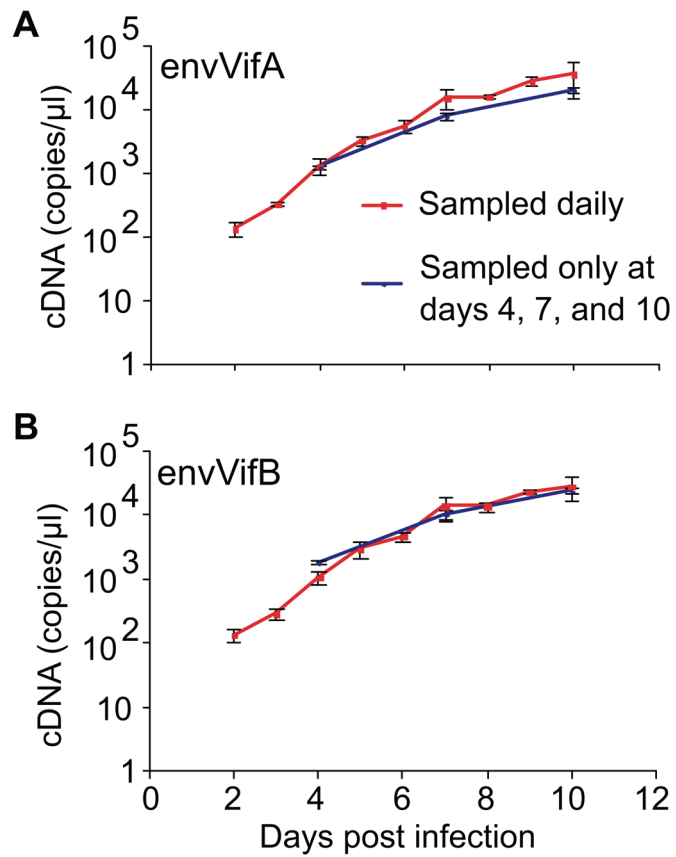 A
envVifA
cDNA (copies/µl)
10^5
10^4
10^3
10^2
10
1
Sampled daily
Sampled only at
days 4, 7, and 10
B
envVifB
cDNA (copies/µl)
10^5
10^4
10^3
10^2
10
1
0 2 4 6 8 10 12
Days post infection